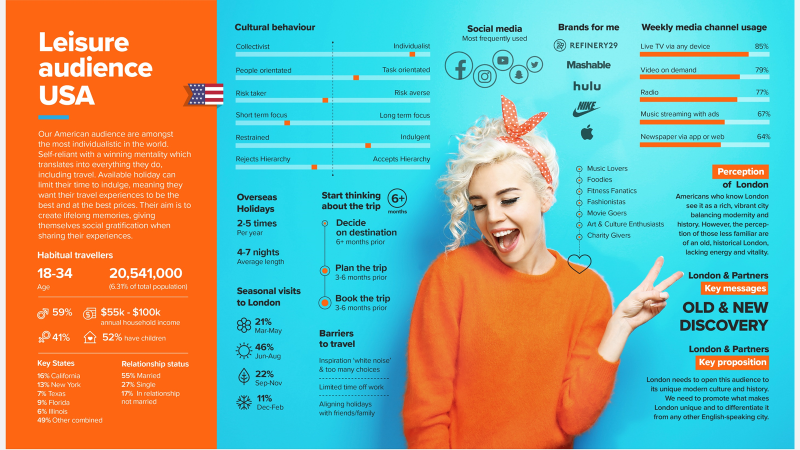 Leisure
audience
USA
Our American audience are amongst
the most individualistic in the world.
Self-reliant with a winning mentality which
translates into everything they do,
including travel. Available holiday can
limit their time to indulge, meaning they
want their travel experiences to be the
best and at the best prices. Their aim is to
create lifelong memories, giving
themselves social gratification when
sharing their experiences.
Habitual travellers
18-34
Age
20,541,000
(6.31% of total population)
59%
$55k - $100k
annual household income
41%
52% have children
Key States
16% California
13% New York
7% Texas
9% Florida
6% Illinois
49% Other combined
Relationship status
55% Married
27% Single
17% In relationship
not married
Cultural behaviour
Collectivist Individualist
People orientated Task orientated
Risk taker Risk averse
Short term focus Long term focus
Restrained Indulgent
Rejects Hierarchy Accepts Hierarchy
Overseas
Holidays
2-5 times
Per year
4-7 nights
Average length
Seasonal visits
to London
21%
Mar-May
46%
Jun-Aug
22%
Sep-Nov
11%
Dec-Feb
Start thinking
about the trip
6+
months
Decide
on destination
6+ months prior
Plan the trip
3-6 months prior
Book the trip
3-6 months prior
Barriers
to travel
Inspiration 'white noise'
& too many choices
Limited time off work
Aligning holidays
with friends/family
Social media
Most frequently used
Brands for me
REFINERY29
Mashable
hulu
NIKE
Weekly media channel usage
Live TV via any device 85%
Video on demand 79%
Radio 77%
Music streaming with ads 67%
Newspaper via app or web 64%
Music Lovers
Foodies
Fitness Fanatics
Fashionistas
Movie Goers
Art & Culture Enthusiasts
Charity Givers
Perception
of London
Americans who know London
see it as a rich, vibrant city
balancing modernity and
history. However, the percep-
tion of those less familiar are
of an old, historical London,
lacking energy and vitality.
London & Partners
Key messages
OLD & NEW
DISCOVERY
London & Partners
Key proposition
London needs to open this audience to
its unique modern culture and history.
We need to promote what makes
London unique and to differentiate it
from any other English-speaking city.